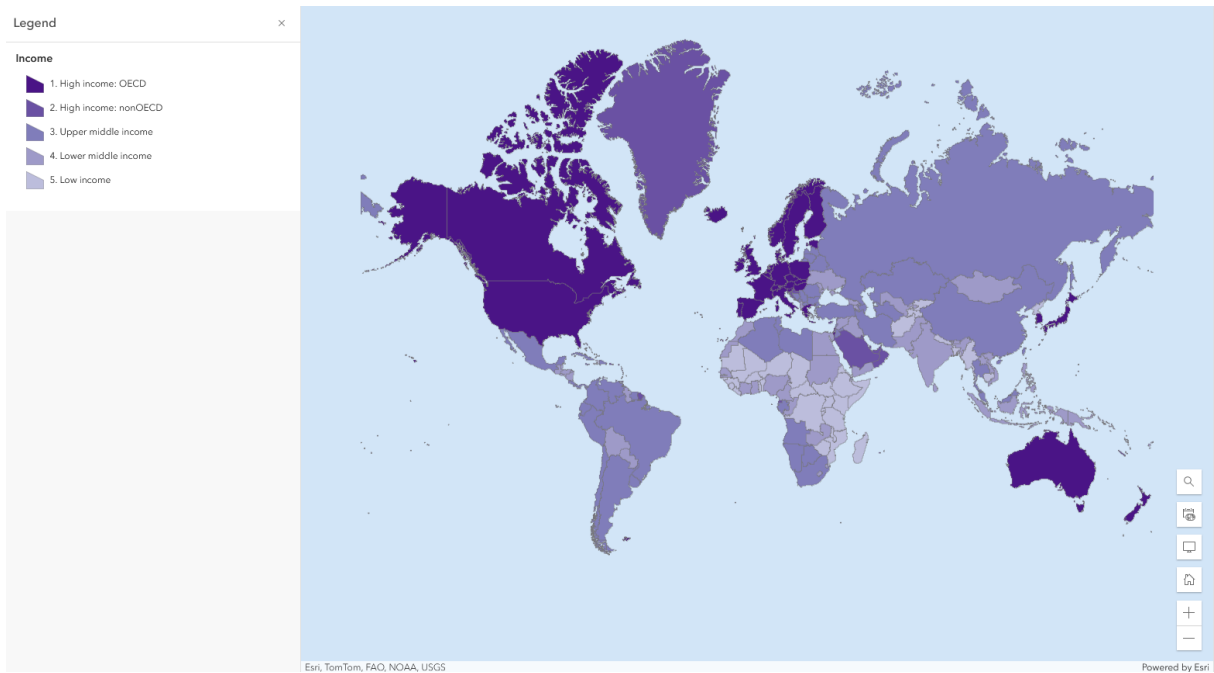 Legend
Income
1. High income: OECD
2. High income: nonOECD
3. Upper middle income
4. Lower middle income
5. Low income
Esri, TomTom, FAO, NOAA, USGS
Powered by Esri